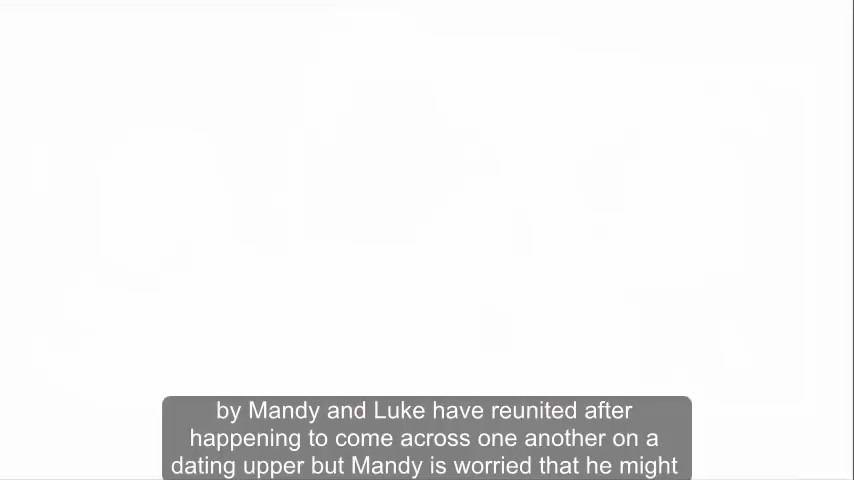 by Mandy and Luke have reunited after
happening to come across one another on a
dating upper but Mandy is worried that he might